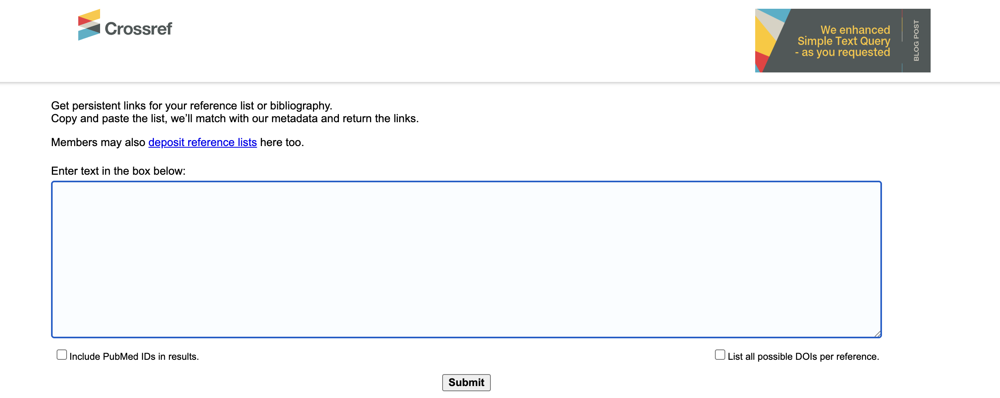 Crossref
We enhanced
Simple Text Query
- as you requested
BLOG POST
Get persistent links for your reference list or bibliography.
Copy and paste the list, we’ll match with our metadata and return the links.
Members may also deposit reference lists here too.
Enter text in the box below:
Include PubMed IDs in results.
List all possible DOIs per reference.
Submit